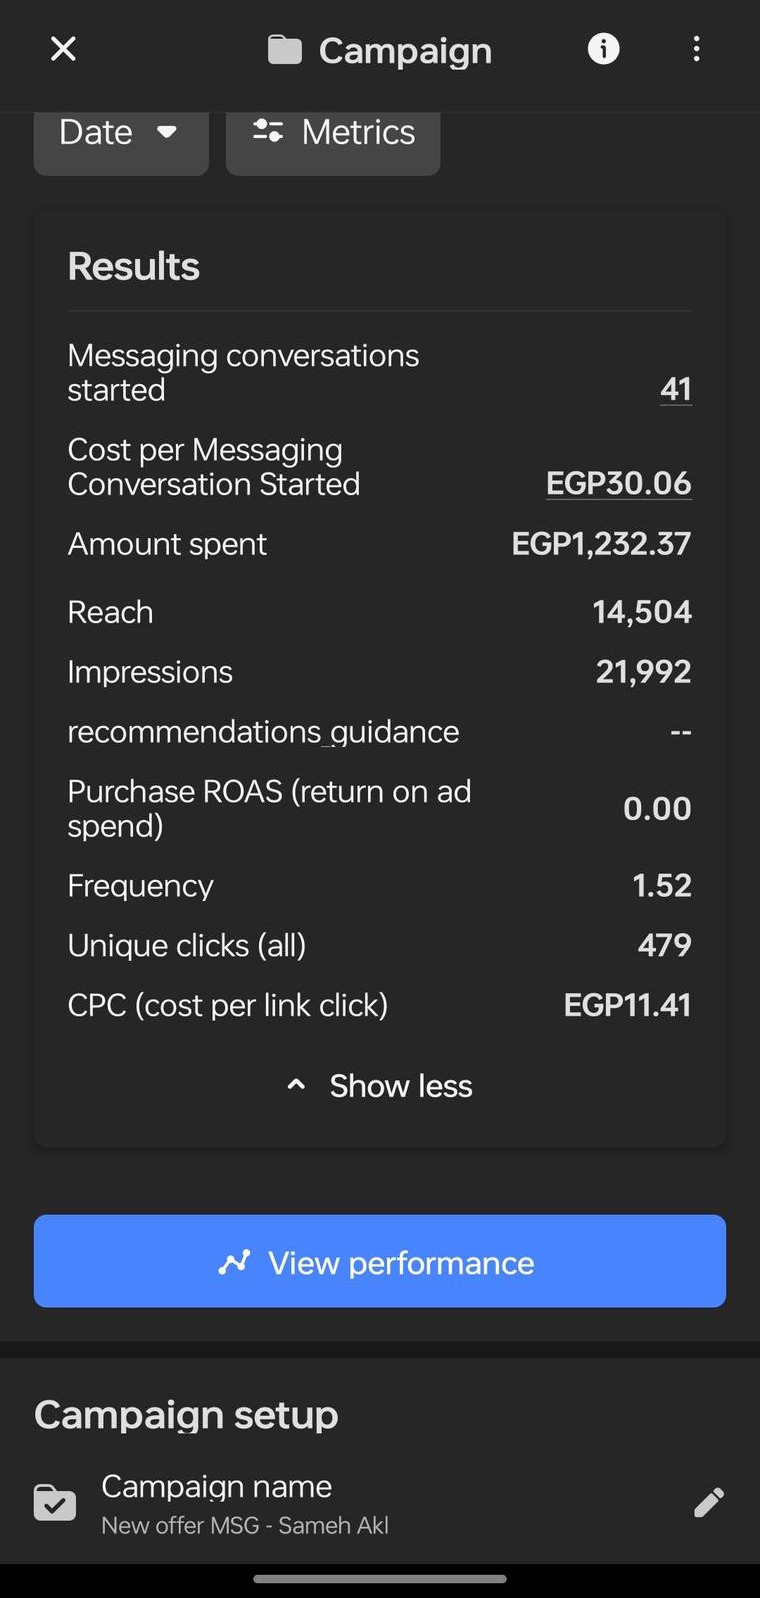 Campaign
Date
Metrics
Results
Messaging conversations
started
41
Cost per Messaging
Conversation Started
EGP30.06
Amount spent
EGP1,232.37
Reach
14,504
Impressions
21,992
recommendations_guidance
--
Purchase ROAS (return on ad
spend)
0.00
Frequency
1.52
Unique clicks (all)
479
CPC (cost per link click)
EGP11.41
Show less
View performance
Campaign setup
Campaign name
New offer MSG - Sameh Akl